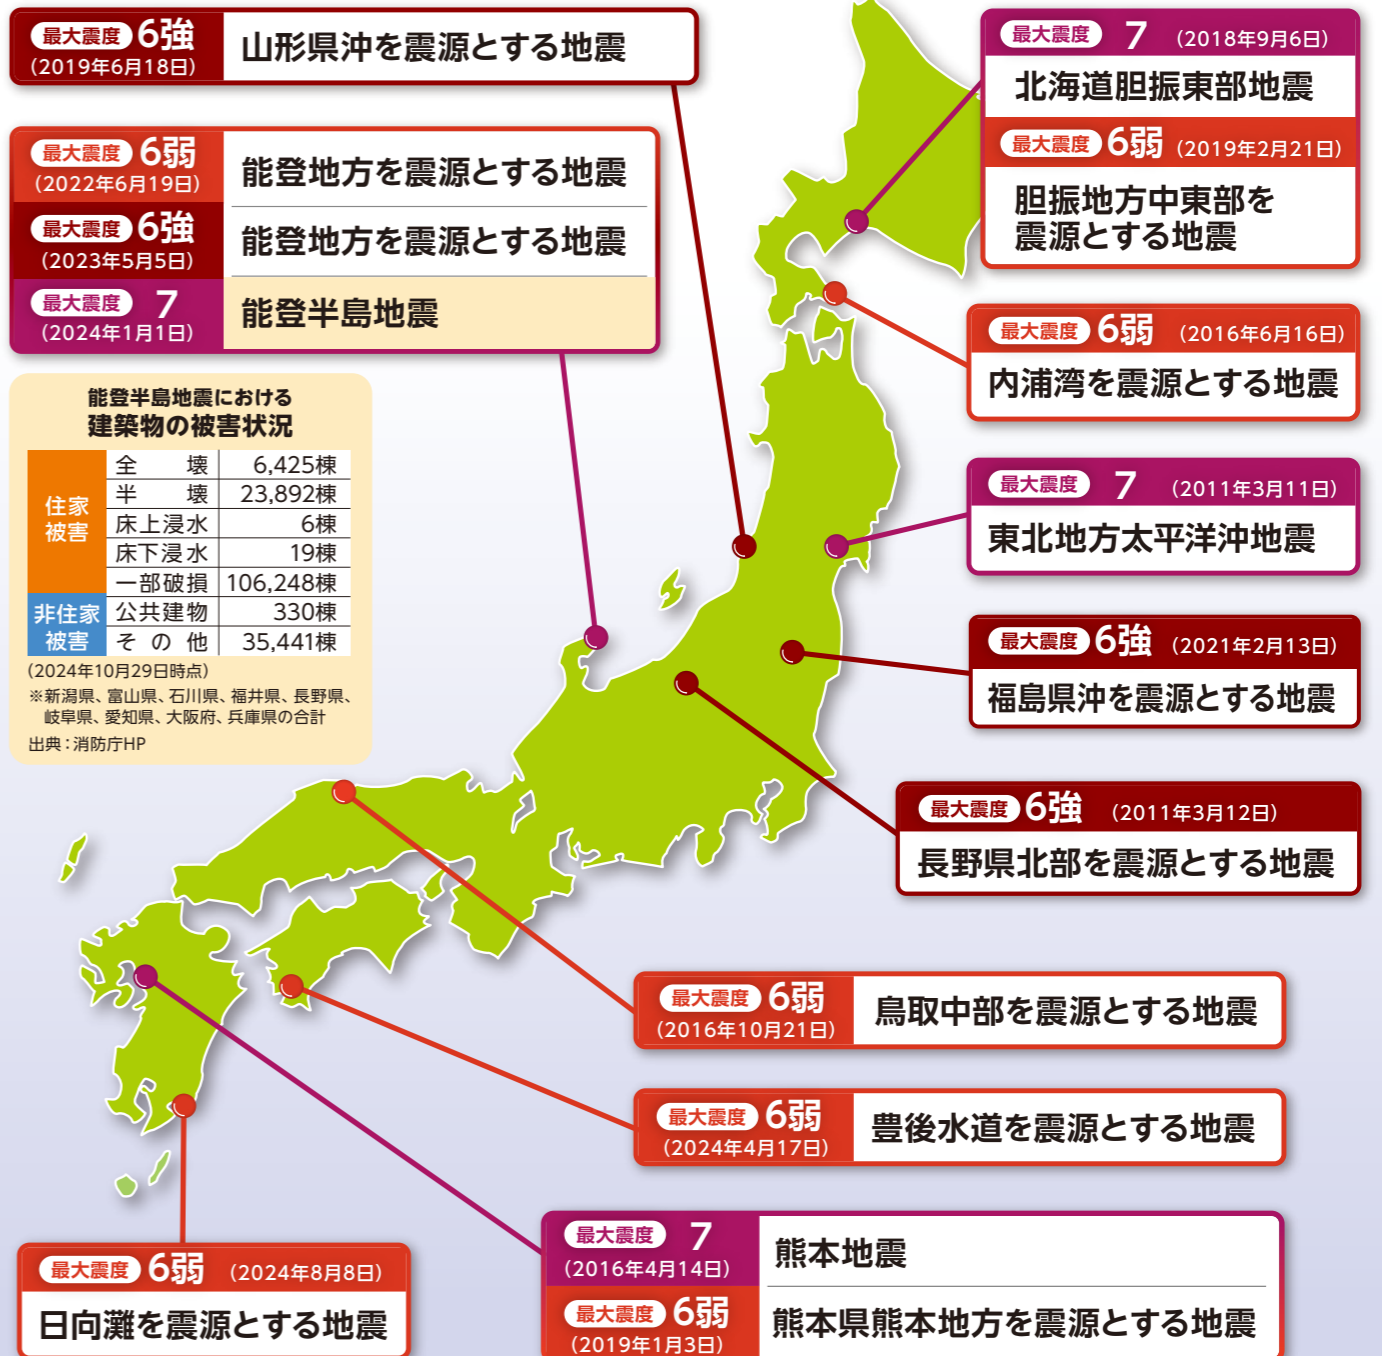 最大震度 6強
（2019年6月18日）
山形県沖を震源とする地震
最大震度 6弱
（2022年6月19日）
能登地方を震源とする地震
最大震度 6強
（2023年5月5日）
能登地方を震源とする地震
最大震度 7
（2024年1月1日）
能登半島地震
能登半島地震における
建築物の被害状況
住家
被害
全壊 6,425棟
半壊 23,892棟
床上浸水 6棟
床下浸水 19棟
一部破損 106,248棟
非住家
被害
公共建物 330棟
その他 35,441棟
（2024年10月29日時点）
※新潟県、富山県、石川県、福井県、長野県、
岐阜県、愛知県、大阪府、兵庫県の合計
出典：消防庁HP
最大震度 7 （2018年9月6日）
北海道胆振東部地震
最大震度 6弱 （2019年2月21日）
胆振地方中東部を
震源とする地震
最大震度 6弱 （2016年6月16日）
内浦湾を震源とする地震
最大震度 7 （2011年3月11日）
東北地方太平洋沖地震
最大震度 6強 （2021年2月13日）
福島県沖を震源とする地震
最大震度 6強 （2011年3月12日）
長野県北部を震源とする地震
最大震度 6弱
（2016年10月21日）
鳥取中部を震源とする地震
最大震度 6弱
（2024年4月17日）
豊後水道を震源とする地震
最大震度 7
（2016年4月14日）
熊本地震
最大震度 6弱
（2019年1月3日）
熊本県熊本地方を震源とする地震
最大震度 6弱 （2024年8月8日）
日向灘を震源とする地震